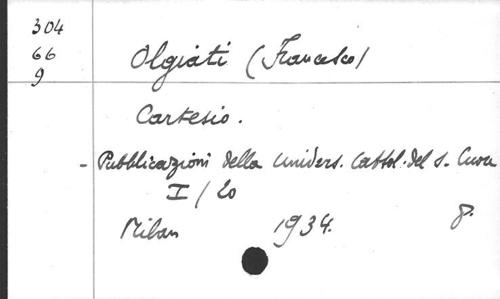 304
66
9
Olgiati (Francesco)
Cartesio.
- Pubblicazioni della Univers. Cattol. del S. Cuore
I / 20
Milan 1934. 8.